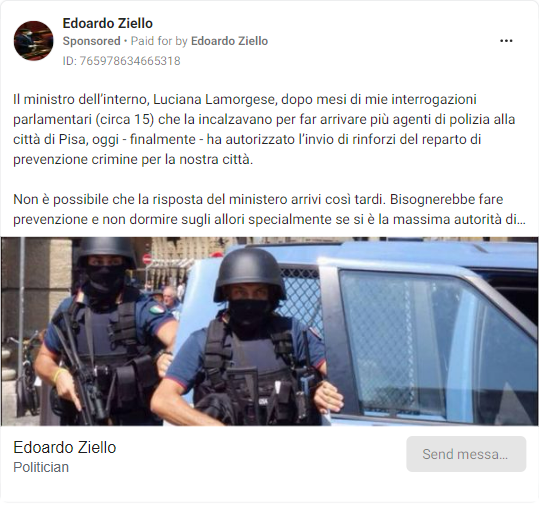 Edoardo Ziello
Sponsored • Paid for by Edoardo Ziello
ID: 765978634665318
Il ministro dell'interno, Luciana Lamorgese, dopo mesi di mie interrogazioni
parlamentari (circa 15) che la incalzavano per far arrivare più agenti di polizia alla
città di Pisa, oggi - finalmente - ha autorizzato l'invio di rinforzi del reparto di
prevenzione crimine per la nostra città.
Non è possibile che la risposta del ministero arrivi così tardi. Bisognerebbe fare
prevenzione e non dormire sugli allori specialmente se si è la massima autorità di...
Edoardo Ziello
Politician
Send messa...